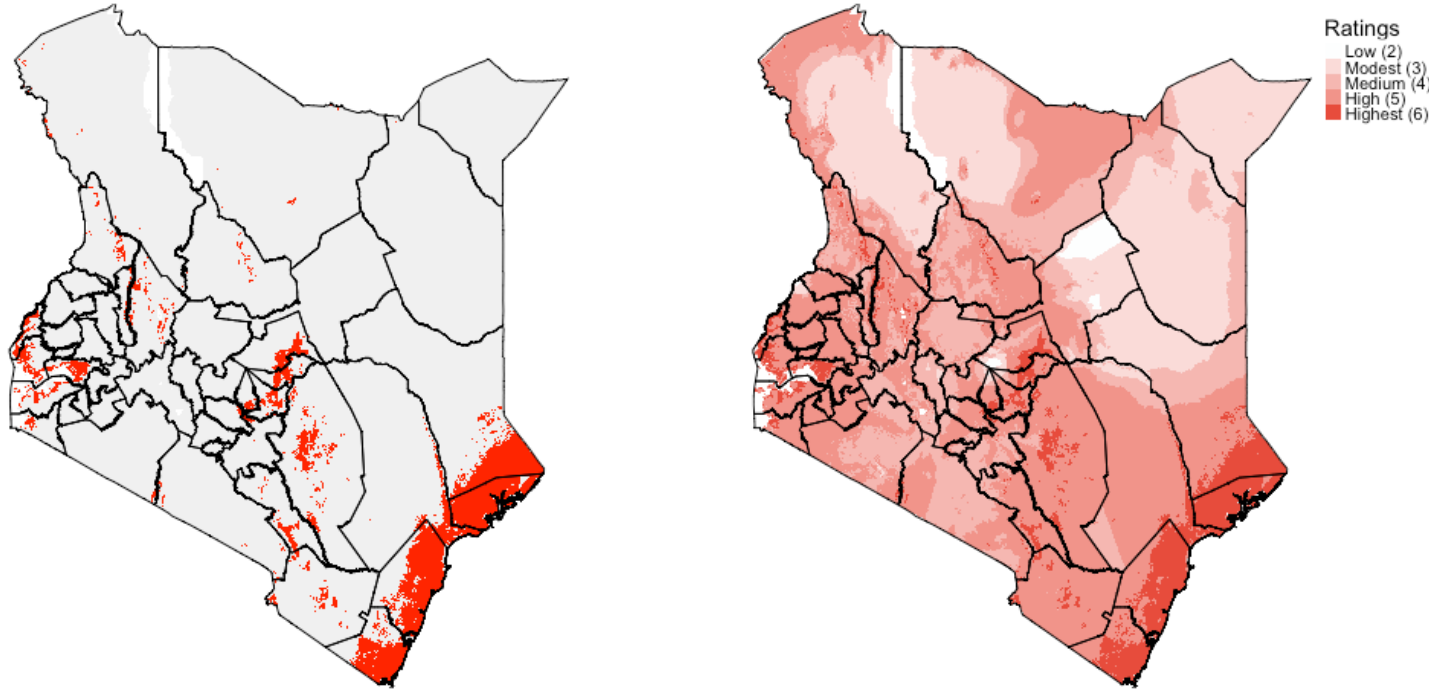 Ratings
Low (2)
Modest (3)
Medium (4)
High (5)
Highest (6)